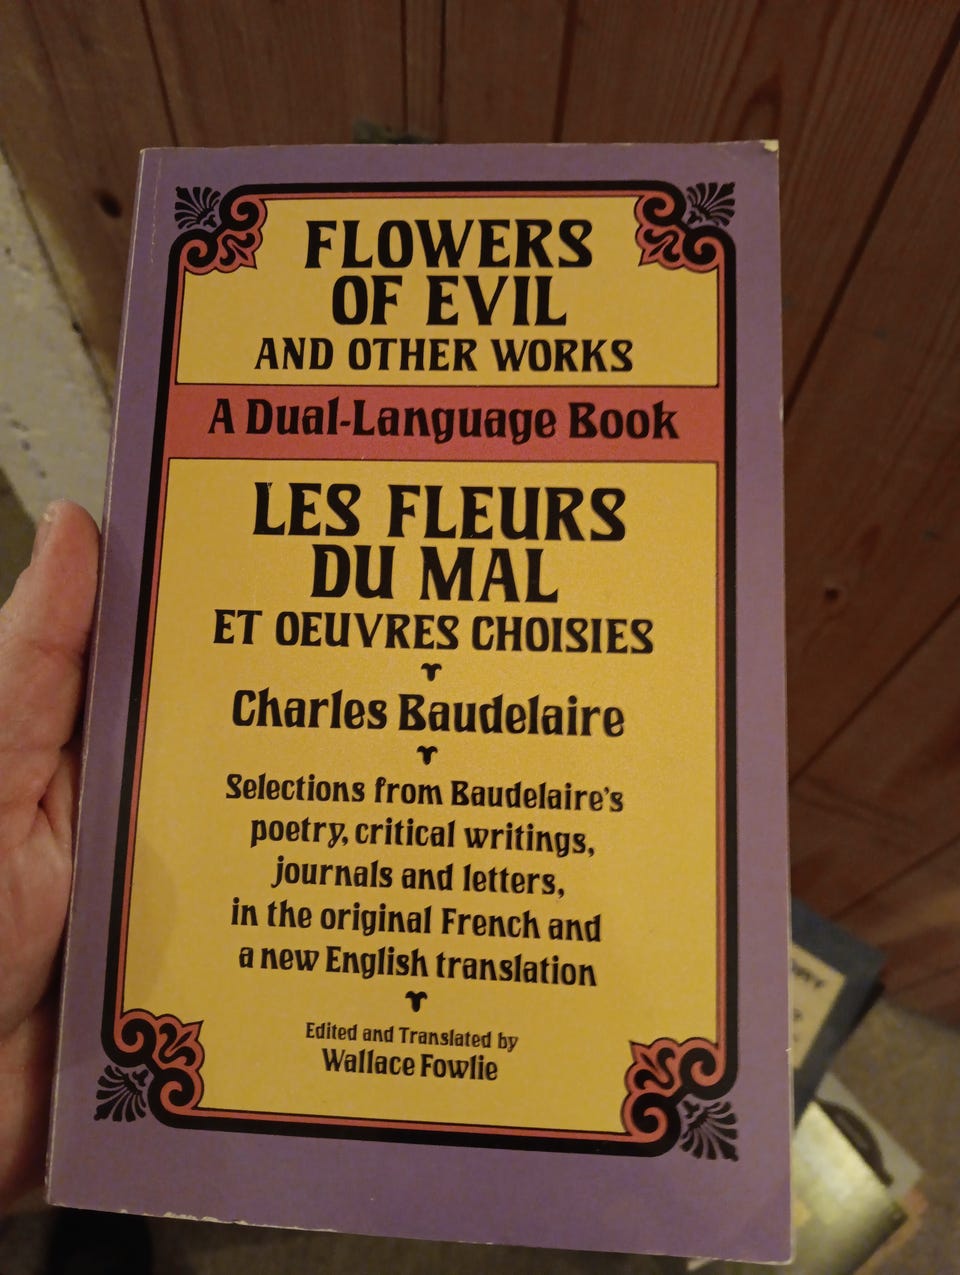 FLOWERS
OF EVIL
AND OTHER WORKS
A Dual-Language Book
LES FLEURS
DU MAL
ET OEUVRES CHOISIES
Charles Baudelaire
Selections from Baudelaire's
poetry, critical writings,
journals and letters,
in the original French and
a new English translation
Edited and Translated by
Wallace Fowlie